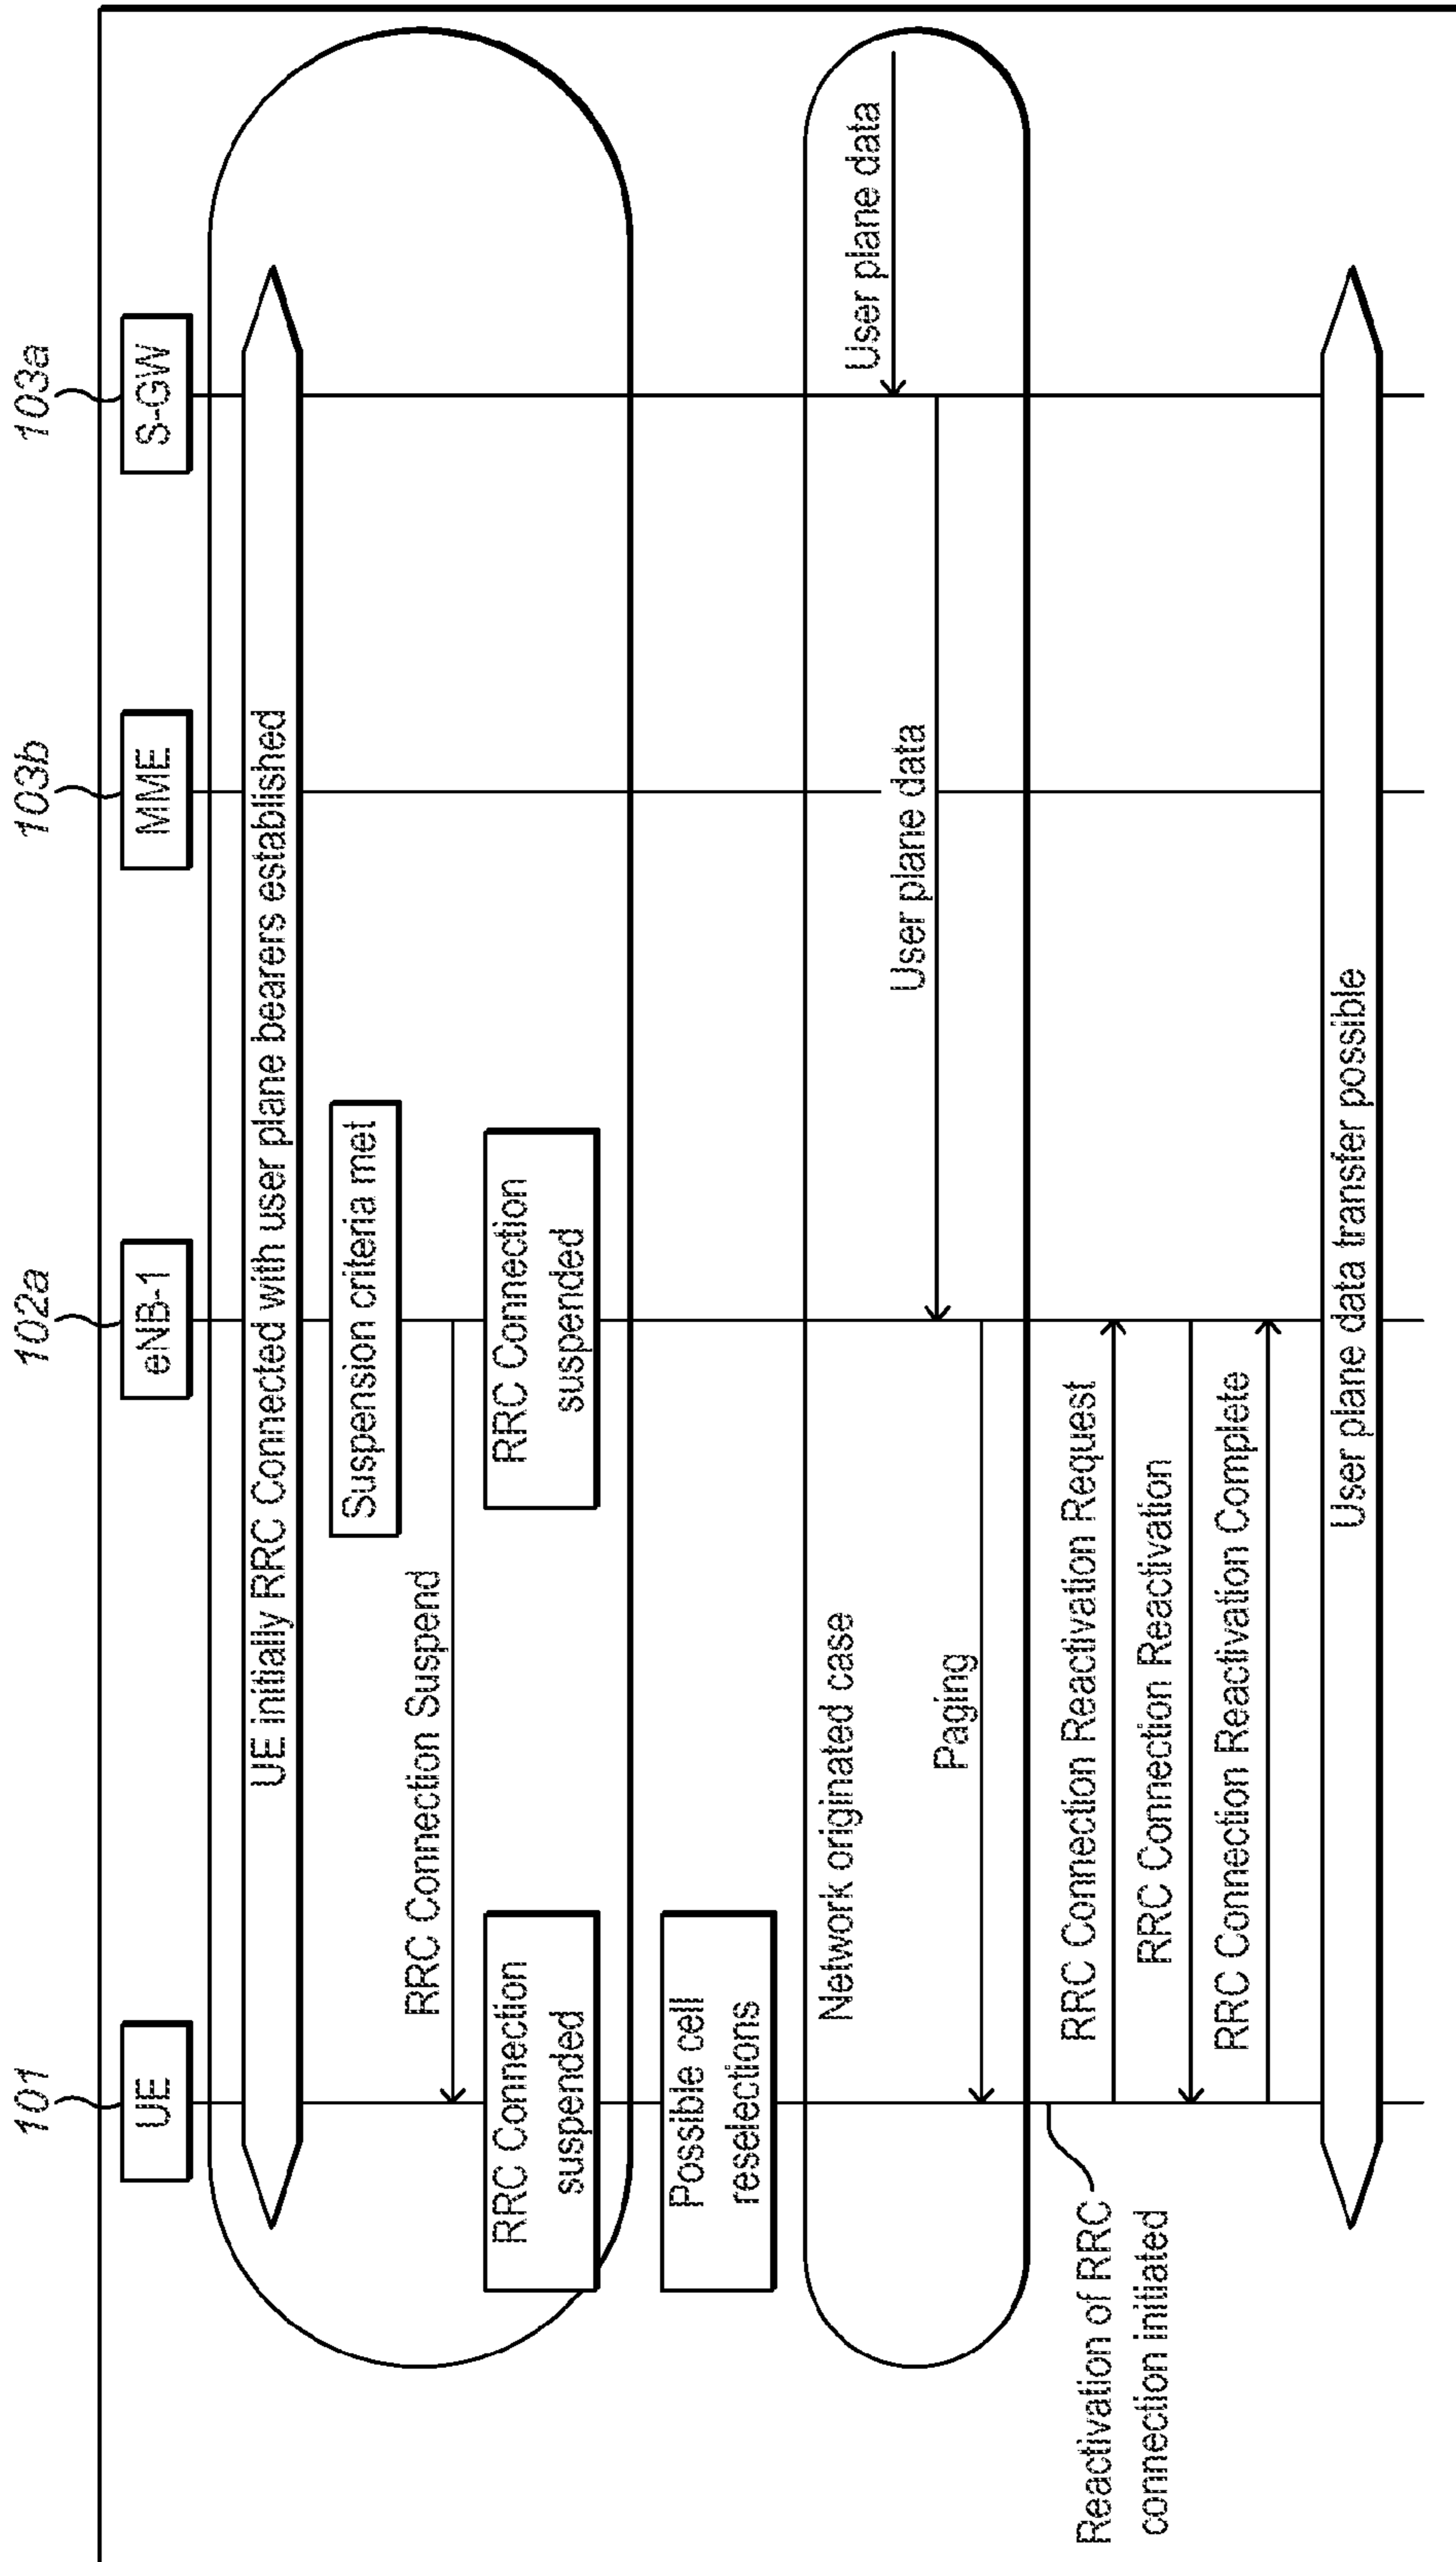 101
102a
103b
103a
UE
eNB-1
MME
S-GW
UE initially RRC Connected with user plane bearers established
Suspension criteria met
RRC Connection Suspend
RRC Connection
suspended
RRC Connection
suspended
Possible cell
reselections
Network originated case
User plane data
User plane data
Paging
Reactivation of RRC
connection initiated
RRC Connection Reactivation Request
RRC Connection Reactivation
RRC Connection Reactivation Complete
User plane data transfer possible